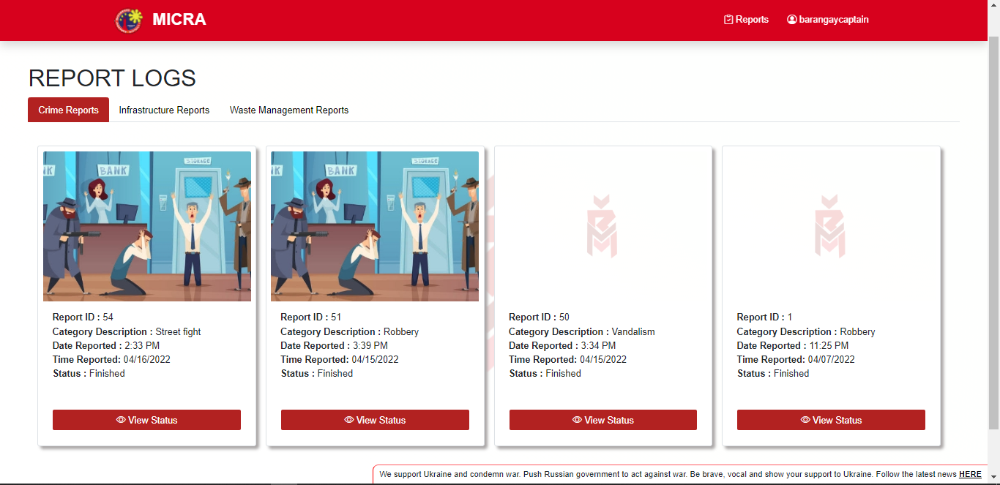 MICRA
Reports
barangaycaptain
REPORT LOGS
Crime Reports
Infrastructure Reports
Waste Management Reports
BANK
STORAGE
Report ID : 54
Category Description : Street fight
Date Reported : 2:33 PM
Time Reported: 04/16/2022
Status : Finished
View Status
BANK
STORAGE
Report ID : 51
Category Description : Robbery
Date Reported : 3:39 PM
Time Reported: 04/15/2022
Status : Finished
View Status
Report ID : 50
Category Description : Vandalism
Date Reported : 3:34 PM
Time Reported: 04/15/2022
Status : Finished
View Status
Report ID : 1
Category Description : Robbery
Date Reported : 11:25 PM
Time Reported: 04/07/2022
Status : Finished
View Status
We support Ukraine and condemn war. Push Russian government to act against war. Be brave, vocal and show your support to Ukraine. Follow the latest news HERE